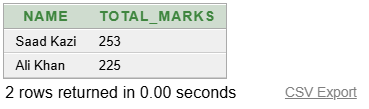 NAME TOTAL_MARKS
Saad Kazi 253
Ali Khan 225
2 rows returned in 0.00 seconds CSV Export